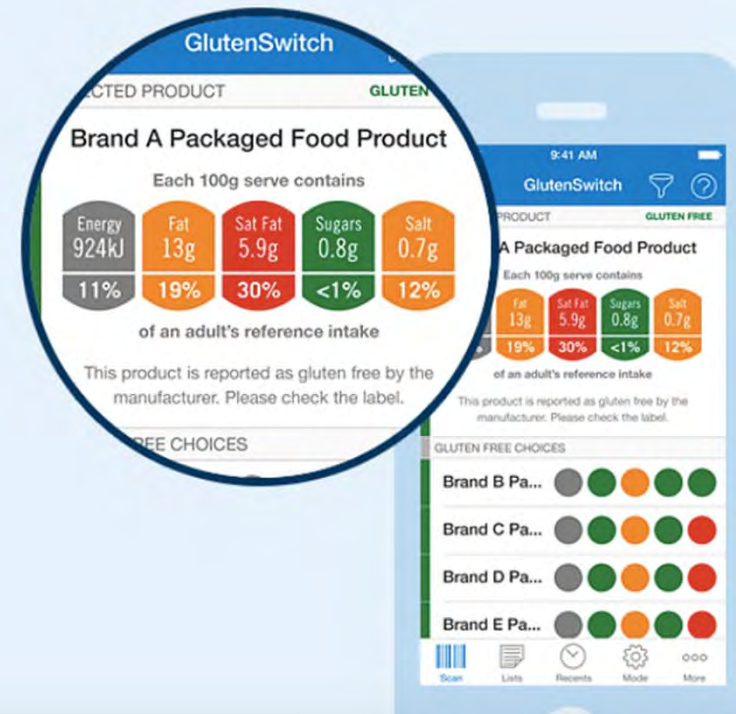 GlutenSwitch
CTED PRODUCT GLUTEN
Brand A Packaged Food Product
Each 100g serve contains
Energy Fat Sat Fat Sugars Salt
924kJ 13g 5.9g 0.8g 0.7g
11% 19% 30% <1% 12%
of an adult's reference intake
This product is reported as gluten free by the
manufacturer. Please check the label.
EE CHOICES
9:41 AM
GlutenSwitch
PRODUCT GLUTEN FREE
A Packaged Food Product
Each 100g serve contains
Fat Sat Fat Sugars Salt
13g 5.9g 0.8g 0.7g
% 19% 30% <1% 12%
of an adult's reference intake
This product is reported as gluten free by the
manufacturer. Please check the label.
GLUTEN FREE CHOICES
Brand B Pa...
Brand C Pa...
Brand D Pa...
Brand E Pa...
Scan Lists Recents Mode More